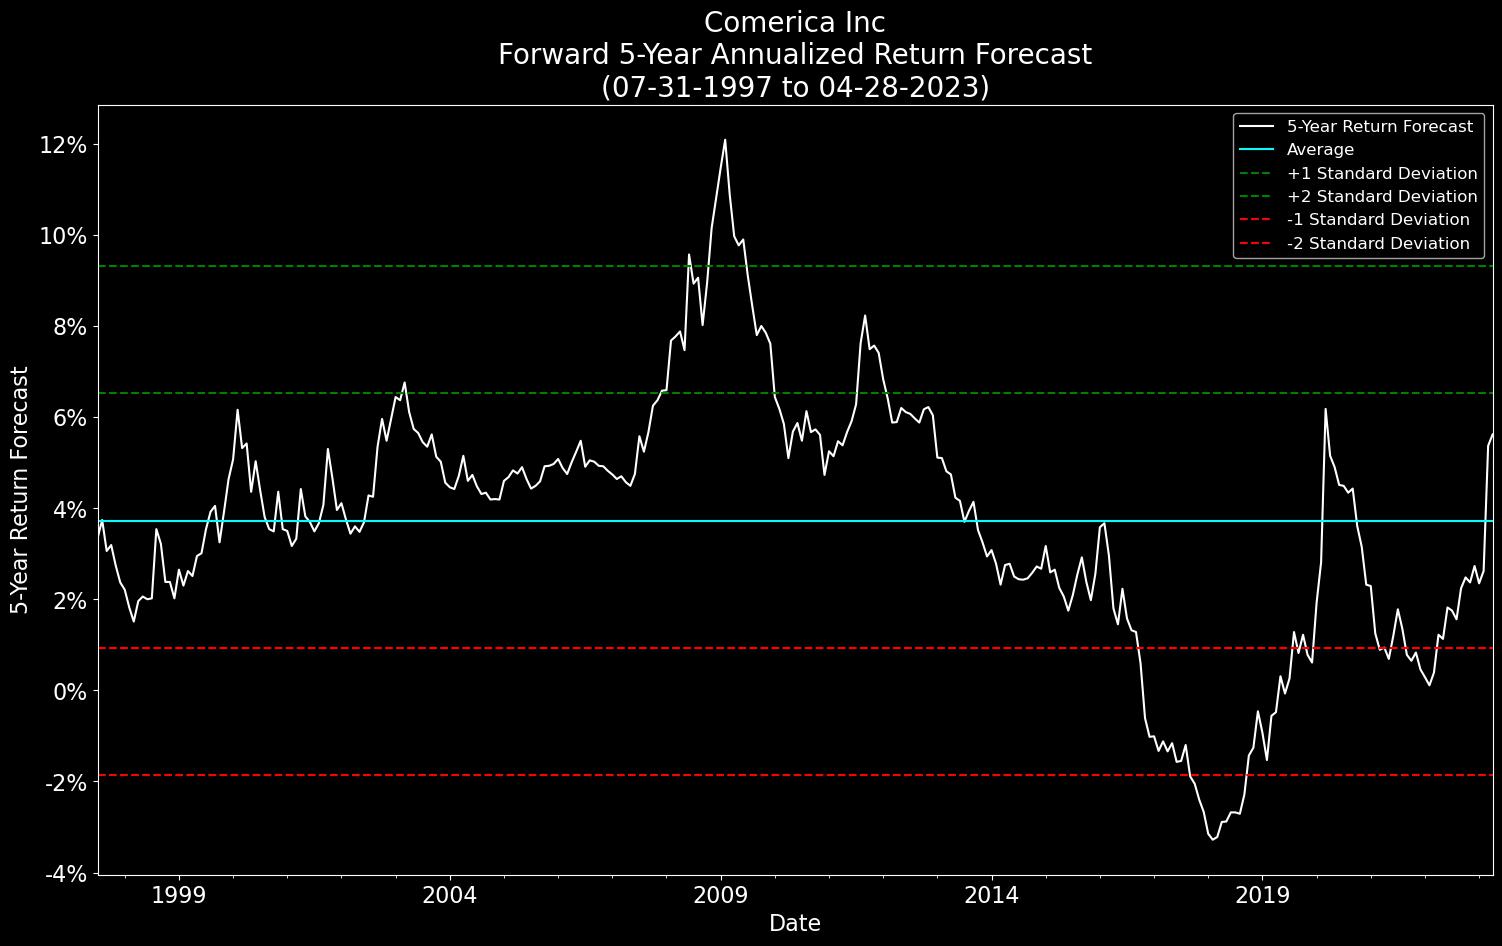 Comerica Inc
Forward 5-Year Annualized Return Forecast
(07-31-1997 to 04-28-2023)
5-Year Return Forecast
12%
10%
8%
6%
4%
2%
0%
-2%
-4%
5-Year Return Forecast
Average
+1 Standard Deviation
+2 Standard Deviation
-1 Standard Deviation
-2 Standard Deviation
1999
2004
2009
2014
2019
Date